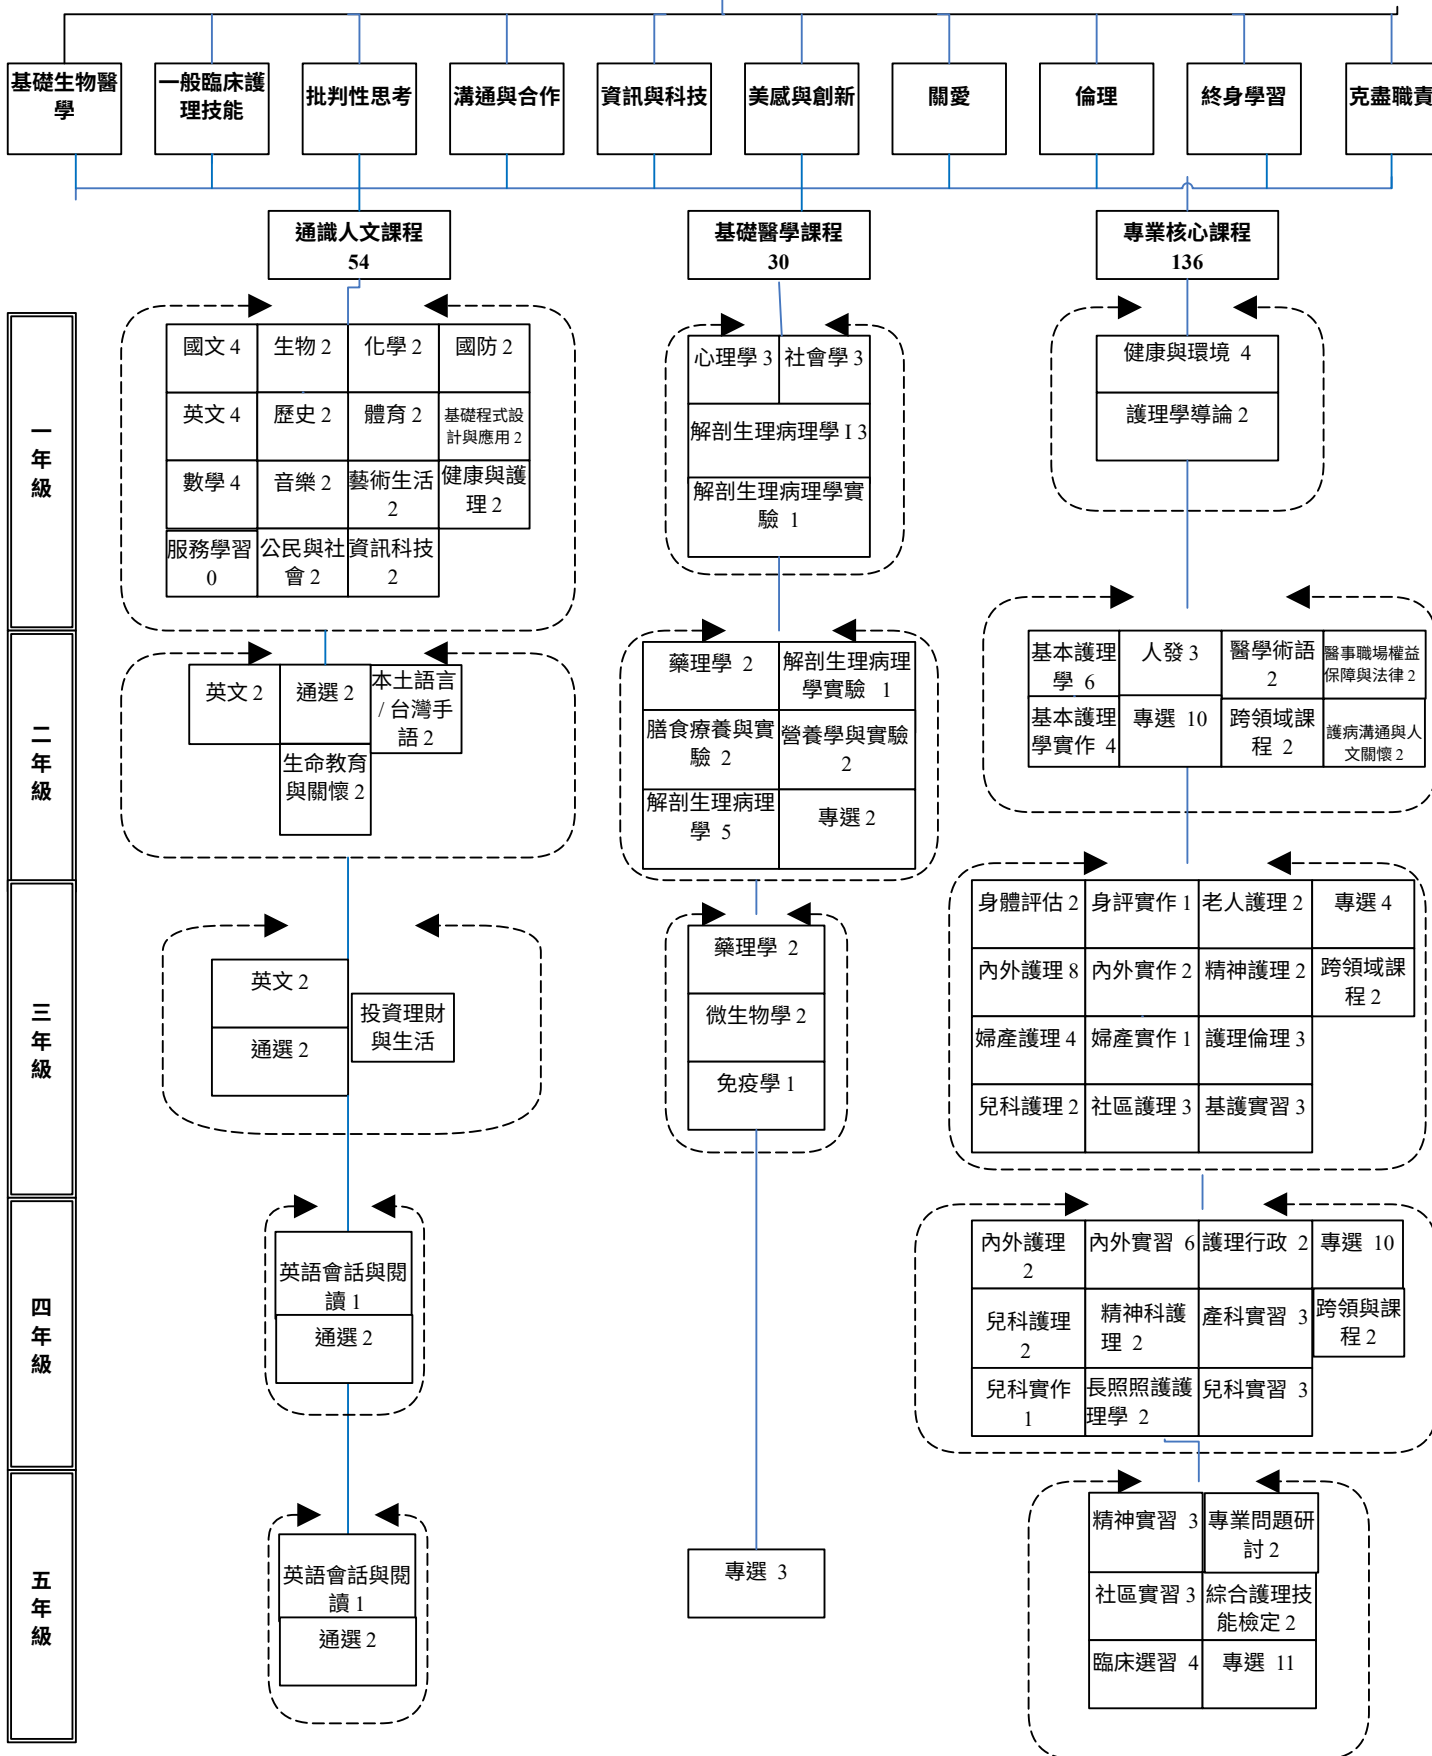 基礎生物醫
學
一般臨床護
理技能
批判性思考
溝通與合作
資訊與科技
美感與創新
關愛
倫理
終身學習
克盡職責
通識人文課程
54
基礎醫學課程
30
專業核心課程
136
一
年
級
國文 4
生物 2
化學 2
國防 2
英文 4
歷史 2
體育 2
基礎程式設
計與應用 2
數學 4
音樂 2
藝術生活
2
健康與護
理 2
服務學習
0
公民與社
會 2
資訊科技
2
心理學 3
社會學 3
解剖生理病理學 I 3
解剖生理病理學實
驗 1
健康與環境 4
護理學導論 2
二
年
級
英文 2
通選 2
本土語言
/ 台灣手
語 2
生命教育
與關懷 2
藥理學 2
解剖生理病理
學實驗 1
膳食療養與實
驗 2
營養學與實驗
2
解剖生理病理
學 5
專選 2
基本護理
學 6
人發 3
醫學術語
2
醫事職場權益
保障與法律 2
基本護理
學實作 4
專選 10
跨領域課
程 2
護病溝通與人
文關懷 2
三
年
級
英文 2
通選 2
投資理財
與生活
藥理學 2
微生物學 2
免疫學 1
身體評估 2
身評實作 1
老人護理 2
專選 4
內外護理 8
內外實作 2
精神護理 2
跨領域課
程 2
婦產護理 4
婦產實作 1
護理倫理 3
兒科護理 2
社區護理 3
基護實習 3
四
年
級
英語會話與閱
讀 1
通選 2
內外護理
2
內外實習 6
護理行政 2
專選 10
兒科護理
2
精神科護
理 2
產科實習 3
跨領與課
程 2
兒科實作
1
長照照護護
理學 2
兒科實習 3
五
年
級
英語會話與閱
讀 1
通選 2
專選 3
精神實習 3
專業問題研
討 2
社區實習 3
綜合護理技
能檢定 2
臨床選習 4
專選 11